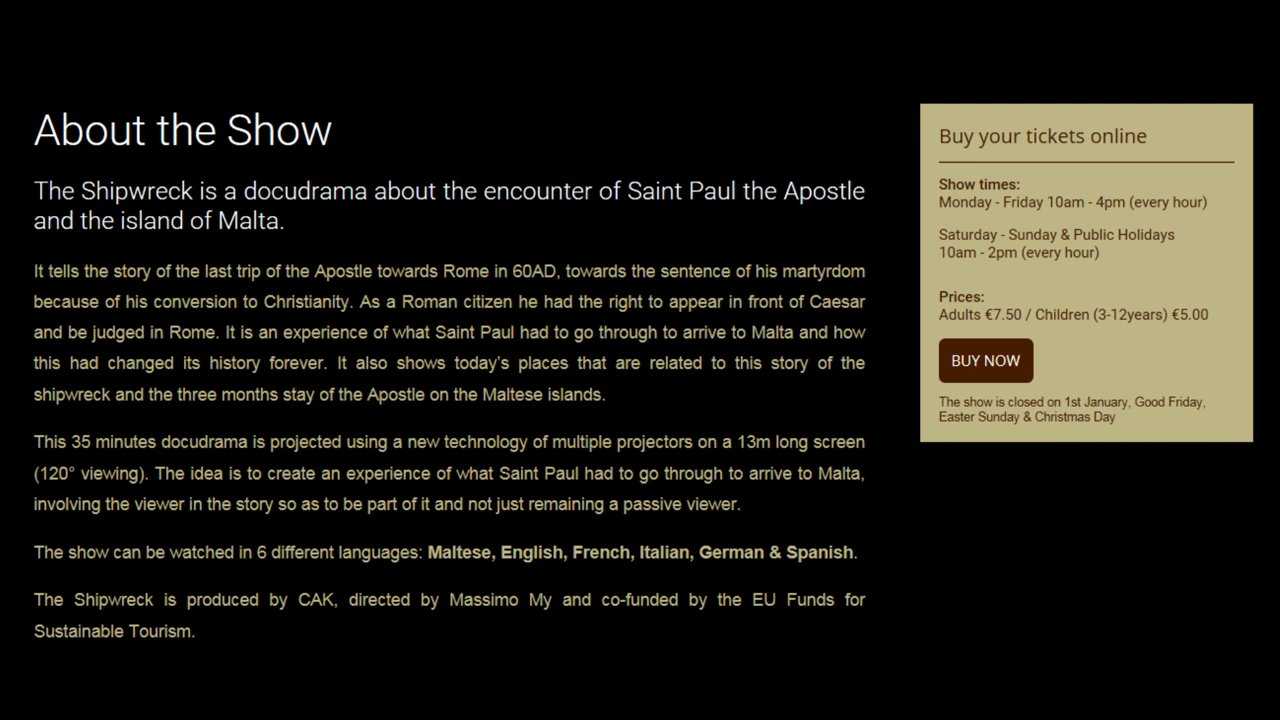 About the Show
The Shipwreck is a docudrama about the encounter of Saint Paul the Apostle
and the island of Malta.
It tells the story of the last trip of the Apostle towards Rome in 60AD, towards the sentence of his martyrdom
because of his conversion to Christianity. As a Roman citizen he had the right to appear in front of Caesar
and be judged in Rome. It is an experience of what Saint Paul had to go through to arrive to Malta and how
this had changed its history forever. It also shows today's places that are related to this story of the
shipwreck and the three months stay of the Apostle on the Maltese islands.
This 35 minutes docudrama is projected using a new technology of multiple projectors on a 13m long screen
(120° viewing). The idea is to create an experience of what Saint Paul had to go through to arrive to Malta,
involving the viewer in the story so as to be part of it and not just remaining a passive viewer.
The show can be watched in 6 different languages: Maltese, English, French, Italian, German & Spanish.
The Shipwreck is produced by CAK, directed by Massimo My and co-funded by the EU Funds for
Sustainable Tourism.
Buy your tickets online
Show times:
Monday - Friday 10am - 4pm (every hour)
Saturday - Sunday & Public Holidays
10am - 2pm (every hour)
Prices:
Adults €7.50 / Children (3-12years) €5.00
BUY NOW
The show is closed on 1st January, Good Friday,
Easter Sunday & Christmas Day